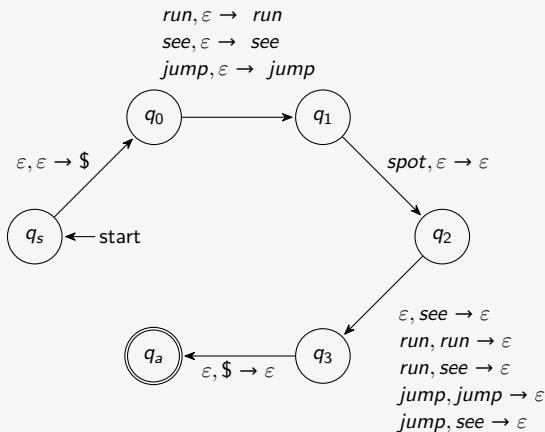 run, ε → run
see, ε → see
jump, ε → jump
q0
q1
ε, ε → $
spot, ε → ε
qs
start
q2
ε, see → ε
run, run → ε
run, see → ε
jump, jump → ε
jump, see → ε
qa
ε, $ → ε
q3